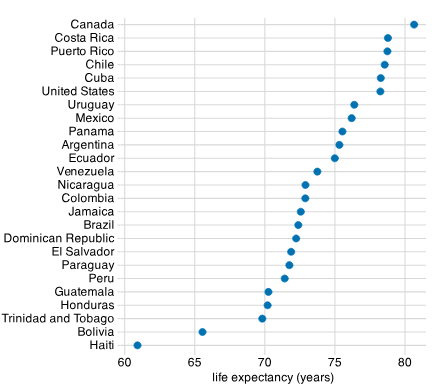 Canada
Costa Rica
Puerto Rico
Chile
Cuba
United States
Uruguay
Mexico
Panama
Argentina
Ecuador
Venezuela
Nicaragua
Colombia
Jamaica
Brazil
Dominican Republic
El Salvador
Paraguay
Peru
Guatemala
Honduras
Trinidad and Tobago
Bolivia
Haiti
60 65 70 75 80
life expectancy (years)